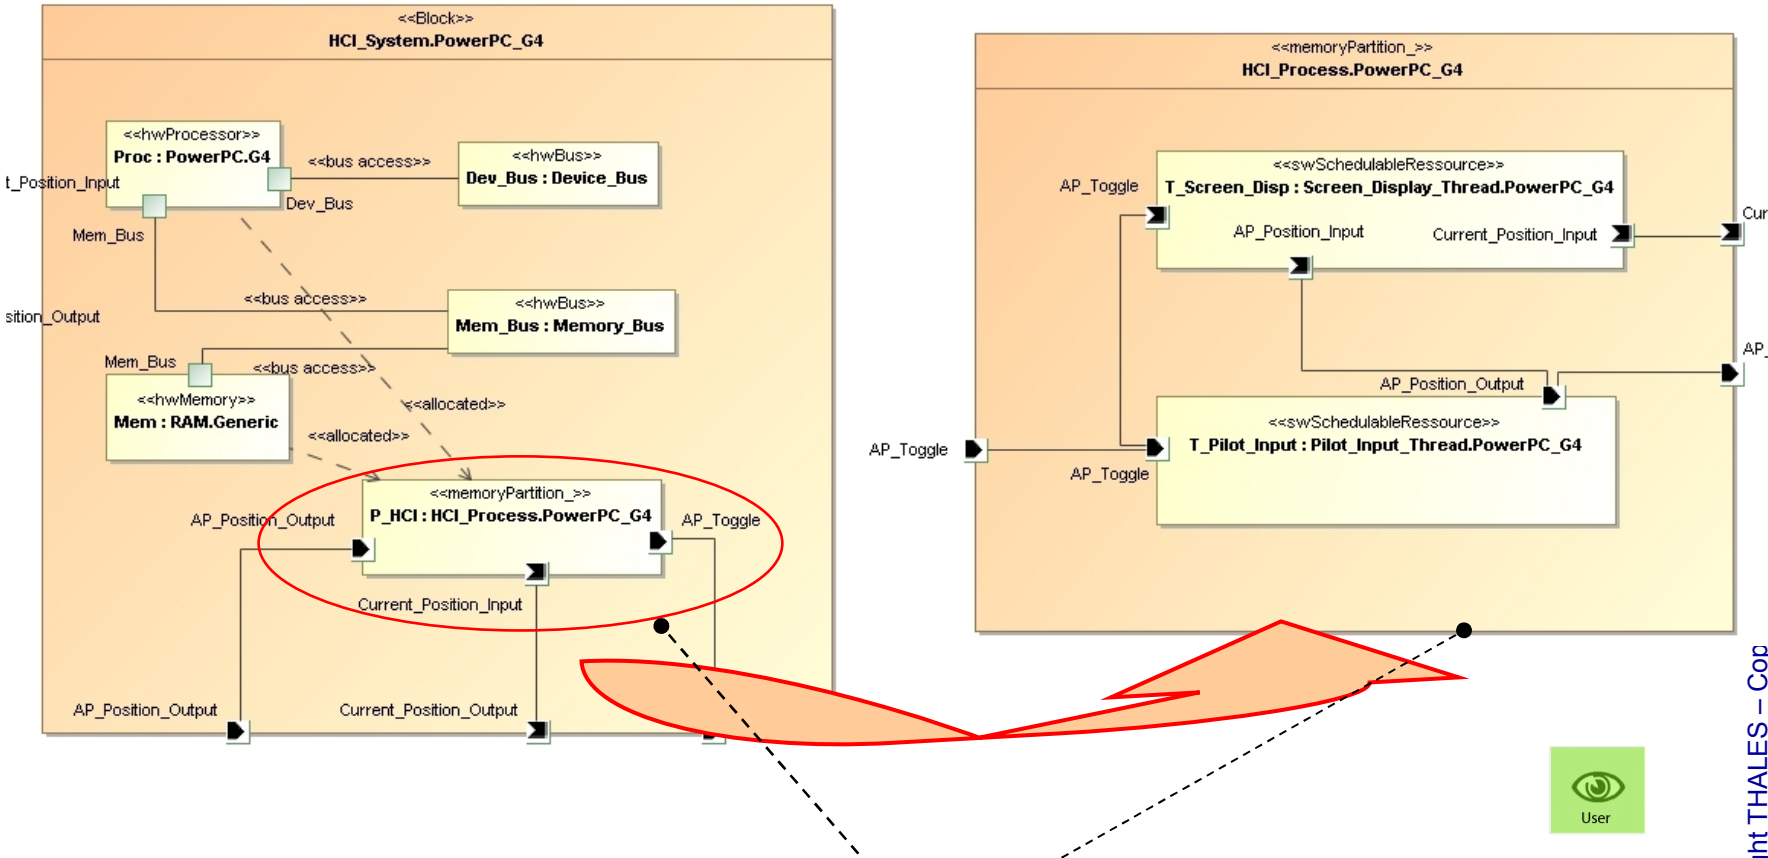 <<Block>>
HCI_System.PowerPC_G4
<<hwProcessor>>
Proc : PowerPC.G4
<<bus access>>
<<hwBus>>
Dev_Bus : Device_Bus
t_Position_Input
Dev_Bus
Mem_Bus
<<bus access>>
<<hwBus>>
Mem_Bus : Memory_Bus
sition_Output
Mem_Bus
<<bus access>>
<<hwMemory>>
Mem : RAM.Generic
<<allocated>>
<<allocated>>
<<memoryPartition_>>
P_HCI : HCI_Process.PowerPC_G4
AP_Position_Output
AP_Toggle
Current_Position_Input
AP_Position_Output
Current_Position_Output
<<memoryPartition_>>
HCI_Process.PowerPC_G4
<<swSchedulableRessource>>
T_Screen_Disp : Screen_Display_Thread.PowerPC_G4
AP_Toggle
AP_Position_Input
Current_Position_Input
Cur
AP_
AP_Position_Output
<<swSchedulableRessource>>
T_Pilot_Input : Pilot_Input_Thread.PowerPC_G4
AP_Toggle
AP_Toggle
User
ght THALES – Cop